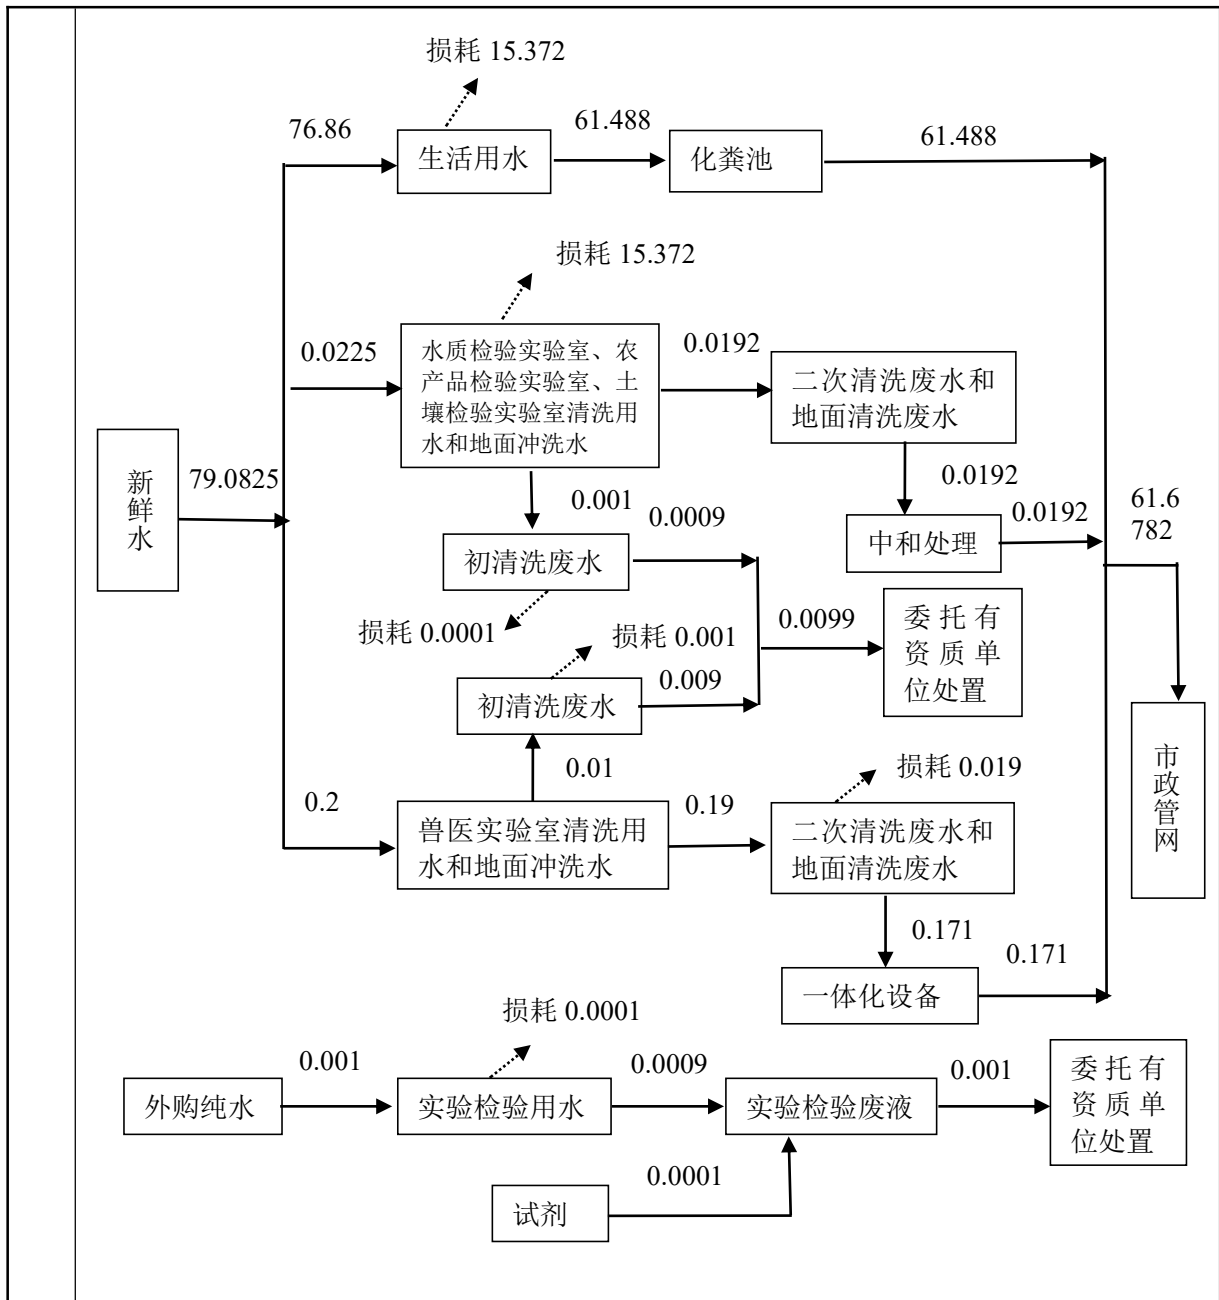 损耗 15.372
76.86
生活用水
61.488
化粪池
61.488
损耗 15.372
0.0225
水质检验实验室、农
产品检验实验室、土
壤检验实验室清洗用
水和地面冲洗水
0.0192
二次清洗废水和
地面清洗废水
新
鲜
水
79.0825
0.001
0.0009
0.0192
中和处理
0.0192
61.6
782
初清洗废水
损耗 0.0001
损耗 0.001
0.0099
委托有
资质单
位处置
初清洗废水
0.009
0.01
0.2
兽医实验室清洗用
水和地面冲洗水
0.19
损耗 0.019
二次清洗废水和
地面清洗废水
市
政
管
网
0.171
一体化设备
0.171
损耗 0.0001
外购纯水
0.001
实验检验用水
0.0009
实验检验废液
0.001
委托有
资质单
位处置
试剂
0.0001